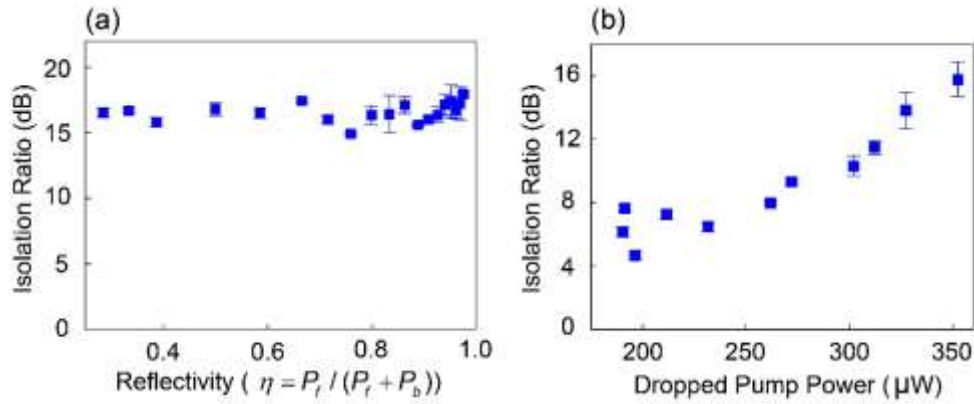 (a)
Isolation Ratio (dB)
20
15
10
5
0
0.4 0.6 0.8 1.0
Reflectivity ( η = P_f / (P_f + P_b))
(b)
Isolation Ratio (dB)
16
12
8
4
0
200 250 300 350
Dropped Pump Power (μW)